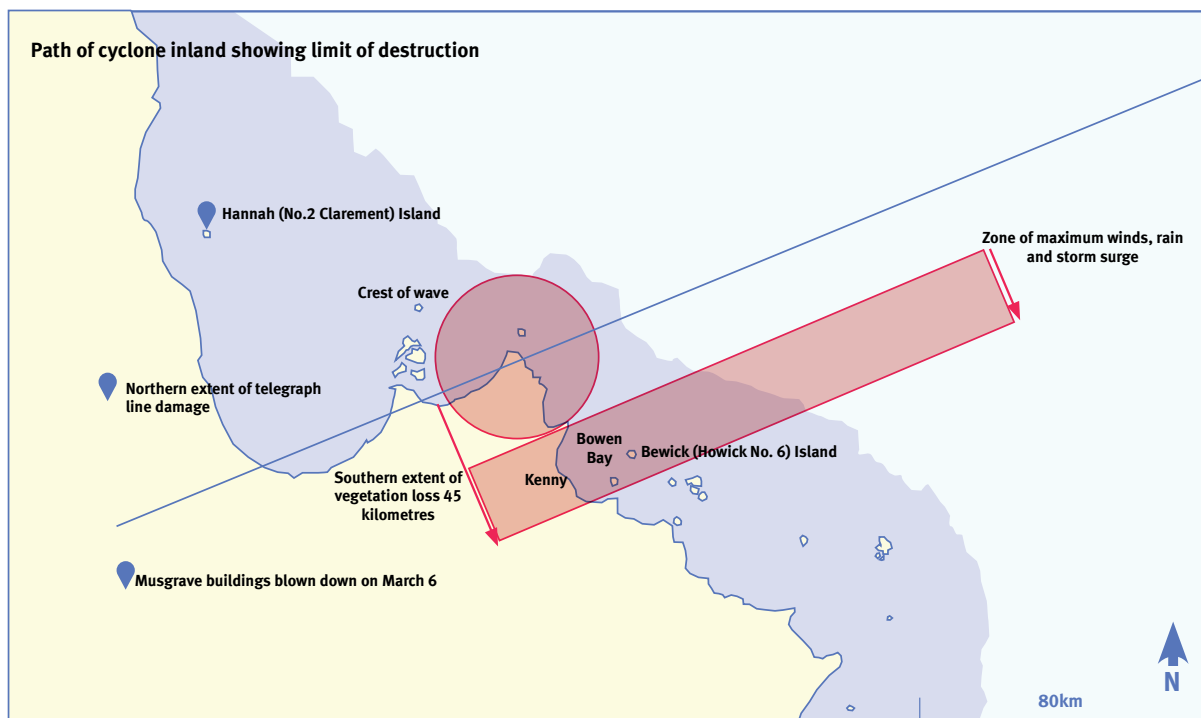 Path of cyclone inland showing limit of destruction
Hannah (No.2 Clarement) Island
Zone of maximum winds, rain
and storm surge
Crest of wave
Northern extent of telegraph
line damage
Bowen
Bay
Bewick (Howick No. 6) Island
Southern extent of
vegetation loss 45
kilometres
Kenny
Musgrave buildings blown down on March 6
N
80km